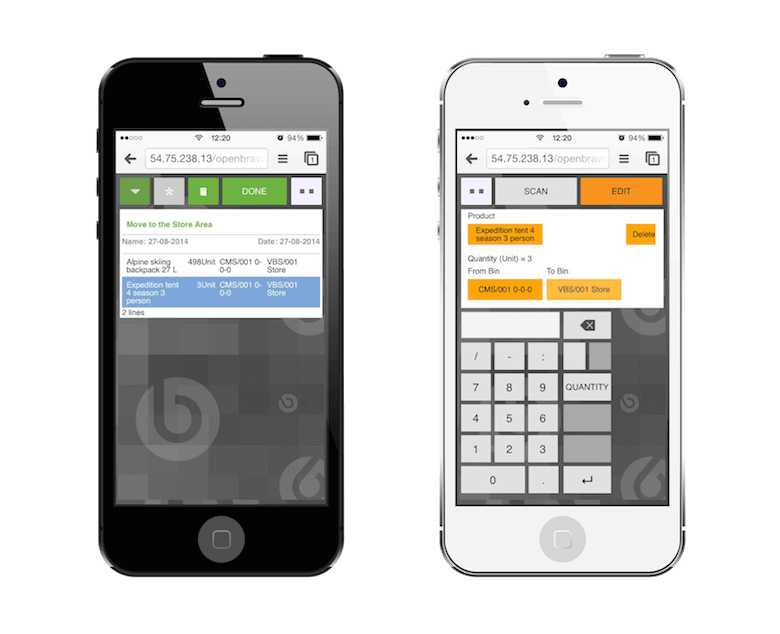 12:20
94%
54.75.238.13/openbrav
1
DONE
Move to the Store Area
Name: 27-08-2014 Date: 27-08-2014
Alpine skiing backpack 27 L 498Unit CMS/001 0-0-0 VBS/001 Store
Expedition tent 4 season 3 person 3Unit CMS/001 0-0-0 VBS/001 Store
2 lines
12:20
94%
54.75.238.13/openbrav
1
SCAN EDIT
Product
Expedition tent 4
season 3 person
Delete
Quantity (Unit) = 3
From Bin To Bin
CMS/001 0-0-0 VBS/001 Store
/ - :
7 8 9 QUANTITY
4 5 6
1 2 3
0 .